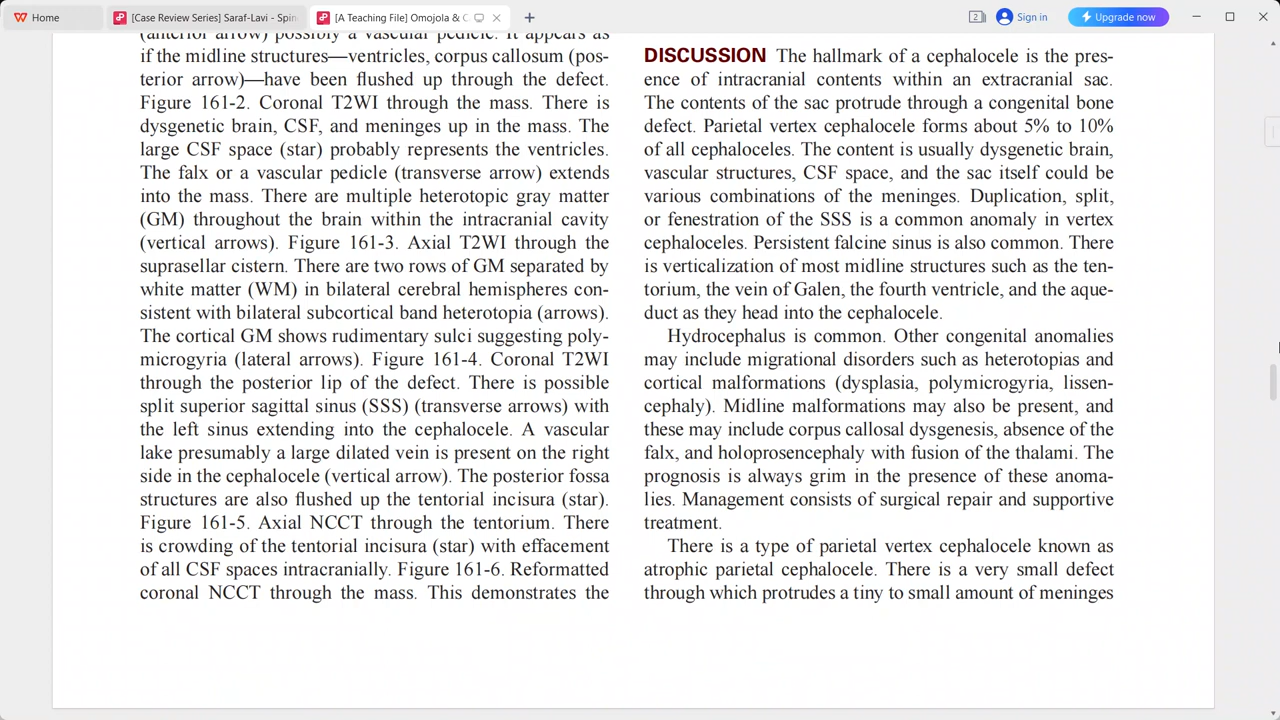 Home
[Case Review Series] Saraf-Lavi - Spin
[A Teaching File] Omojola & C
2
Sign in
Upgrade now
(anterior arrow) possibly a vascular pedicle. It appears as
if the midline structures—ventricles, corpus callosum (pos-
terior arrow)—have been flushed up through the defect.
Figure 161-2. Coronal T2WI through the mass. There is
dysgenetic brain, CSF, and meninges up in the mass. The
large CSF space (star) probably represents the ventricles.
The falx or a vascular pedicle (transverse arrow) extends
into the mass. There are multiple heterotopic gray matter
(GM) throughout the brain within the intracranial cavity
(vertical arrows). Figure 161-3. Axial T2WI through the
suprasellar cistern. There are two rows of GM separated by
white matter (WM) in bilateral cerebral hemispheres con-
sistent with bilateral subcortical band heterotopia (arrows).
The cortical GM shows rudimentary sulci suggesting poly-
microgyria (lateral arrows). Figure 161-4. Coronal T2WI
through the posterior lip of the defect. There is possible
split superior sagittal sinus (SSS) (transverse arrows) with
the left sinus extending into the cephalocele. A vascular
lake presumably a large dilated vein is present on the right
side in the cephalocele (vertical arrow). The posterior fossa
structures are also flushed up the tentorial incisura (star).
Figure 161-5. Axial NCCT through the tentorium. There
is crowding of the tentorial incisura (star) with effacement
of all CSF spaces intracranially. Figure 161-6. Reformatted
coronal NCCT through the mass. This demonstrates the
DISCUSSION The hallmark of a cephalocele is the pres-
ence of intracranial contents within an extracranial sac.
The contents of the sac protrude through a congenital bone
defect. Parietal vertex cephalocele forms about 5% to 10%
of all cephaloceles. The content is usually dysgenetic brain,
vascular structures, CSF space, and the sac itself could be
various combinations of the meninges. Duplication, split,
or fenestration of the SSS is a common anomaly in vertex
cephaloceles. Persistent falcine sinus is also common. There
is verticalization of most midline structures such as the ten-
torium, the vein of Galen, the fourth ventricle, and the aque-
duct as they head into the cephalocele.
Hydrocephalus is common. Other congenital anomalies
may include migrational disorders such as heterotopias and
cortical malformations (dysplasia, polymicrogyria, lissen-
cephaly). Midline malformations may also be present, and
these may include corpus callosal dysgenesis, absence of the
falx, and holoprosencephaly with fusion of the thalami. The
prognosis is always grim in the presence of these anoma-
lies. Management consists of surgical repair and supportive
treatment.
There is a type of parietal vertex cephalocele known as
atrophic parietal cephalocele. There is a very small defect
through which protrudes a tiny to small amount of meninges